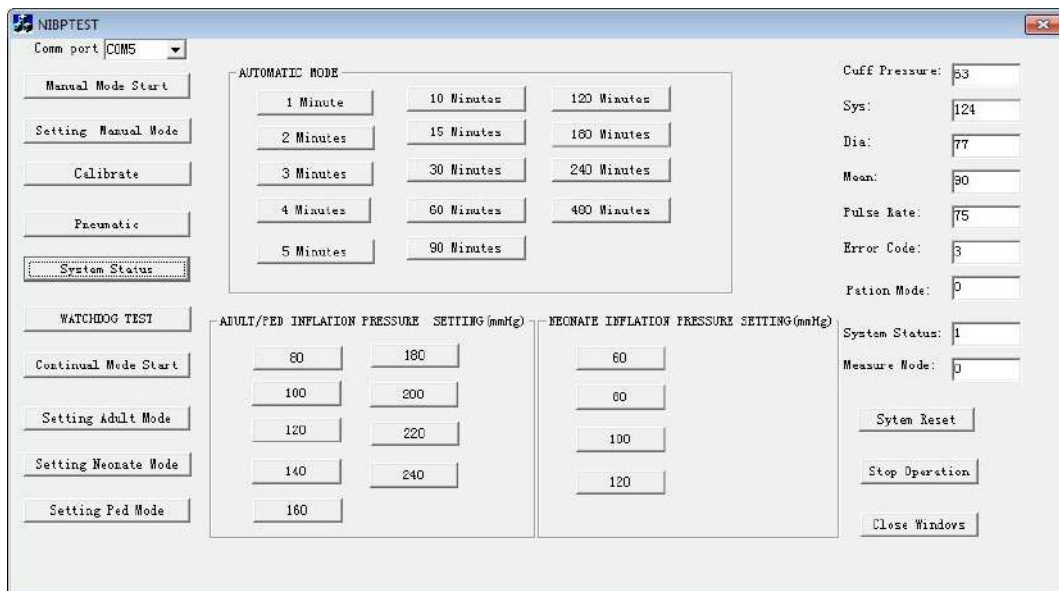 NIBPTEST
Comm port COM5
Manual Mode Start
Setting Manual Mode
Calibrate
Pneumatic
System Status
WATCHDOG TEST
Continual Mode Start
Setting Adult Mode
Setting Neonate Mode
Setting Ped Mode
AUTOMATIC MODE
1 Minute
2 Minutes
3 Minutes
4 Minutes
5 Minutes
10 Minutes
15 Minutes
30 Minutes
60 Minutes
90 Minutes
120 Minutes
180 Minutes
240 Minutes
480 Minutes
ADULT/PED INFLATION PRESSURE SETTING(mmHg)
80
100
120
140
160
180
200
220
240
NEONATE INFLATION PRESSURE SETTING(mmHg)
60
80
100
120
Cuff Pressure: 63
Sys: 124
Dia: 77
Mean: 90
Pulse Rate: 75
Error Code: 3
Pation Mode: 0
System Status: 1
Measure Mode: 0
Sytem Reset
Stop Operation
Close Windows